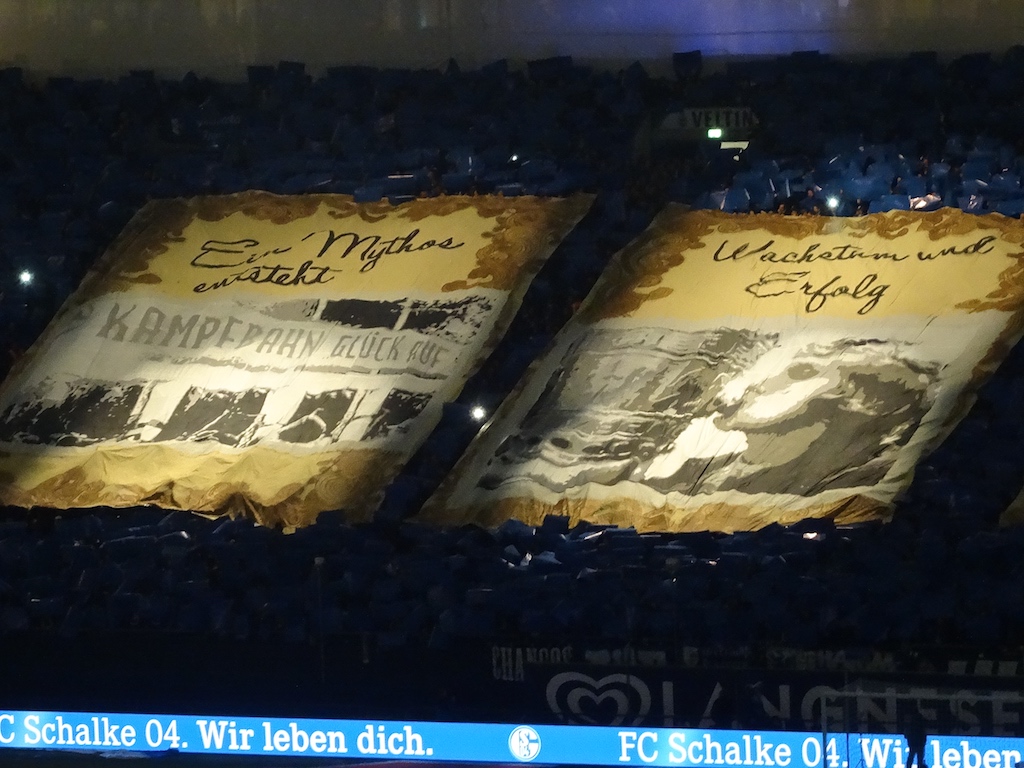 VELTIN
Ein Mythos
entsteht
KAMPFBAHN GLÜCK AUF
Wachstum und
Erfolg
LANGNESE
C Schalke 04. Wir leben dich.
FC Schalke 04. Wir leben